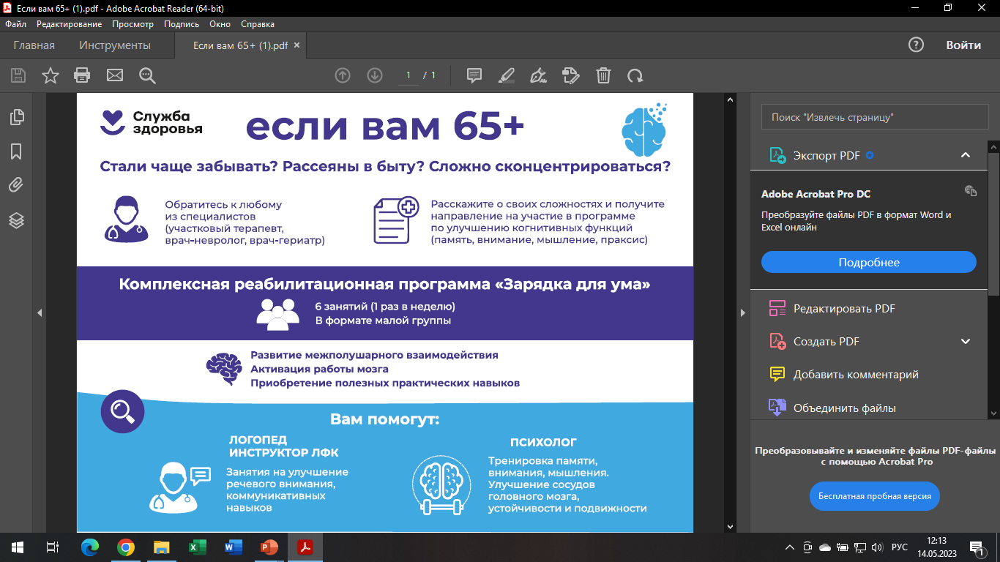 Если вам 65+ (1).pdf - Adobe Acrobat Reader (64-bit)
Файл Редактирование Просмотр Подпись Окно Справка
Главная Инструменты Если вам 65+ (1).pdf × ? Войти
1 / 1
Служба
здоровья
если вам 65+
Стали чаще забывать? Рассеяны в быту? Сложно сконцентрироваться?
Обратитесь к любому
из специалистов
(участковый терапевт,
врач-невролог, врач-гериатр)
Расскажите о своих сложностях и получите
направление на участие в программе
по улучшению когнитивных функций
(память, внимание, мышление, праксис)
Комплексная реабилитационная программа «Зарядка для ума»
6 занятий (1 раз в неделю)
В формате малой группы
Развитие межполушарного взаимодействия
Активация работы мозга
Приобретение полезных практических навыков
Вам помогут:
ЛОГОПЕД
ИНСТРУКТОР ЛФК
Занятия на улучшение
речевого внимания,
коммуникативных
навыков
ПСИХОЛОГ
Тренировка памяти,
внимания, мышления.
Улучшение сосудов
головного мозга,
устойчивости и подвижности
Поиск "Извлечь страницу"
Экспорт PDF
Adobe Acrobat Pro DC
Преобразуйте файлы PDF в формат Word и
Excel онлайн
Подробнее
Редактировать PDF
Создать PDF
Добавить комментарий
Объединить файлы
Преобразовывайте и изменяйте файлы PDF-файлы
с помощью Acrobat Pro
Бесплатная пробная версия
РУС
12:13
14.05.2023
1